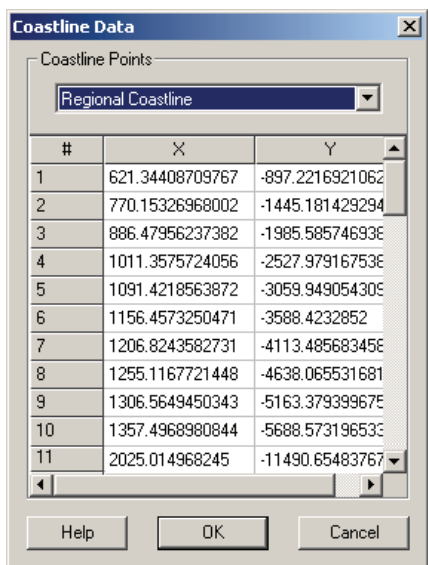 Coastline Data
Coastline Points
Regional Coastline
# X Y
1 621.34408709767 -897.2216921062
2 770.15326968002 -1445.181429294
3 886.47956237382 -1985.585746936
4 1011.3575724056 -2527.979167536
5 1091.4218563872 -3059.949054309
6 1156.4573250471 -3588.4232852
7 1206.8243582731 -4113.485683458
8 1255.1167721448 -4638.065531681
9 1306.5649450343 -5163.379399675
10 1357.4968980844 -5688.573196533
11 2025.014968245 -11490.65483767
Help OK Cancel